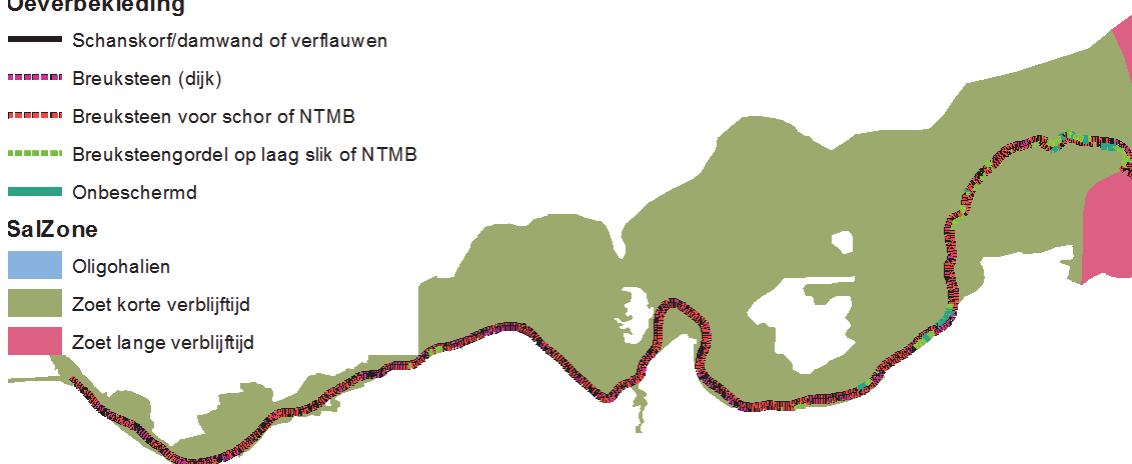 Oeverbekleding
Schanskorf/damwand of verflauwen
Breuksteen (dijk)
Breuksteen voor schor of NTMB
Breuksteengordel op laag slik of NTMB
Onbeschermd
SalZone
Oligohalien
Zoet korte verblijftijd
Zoet lange verblijftijd